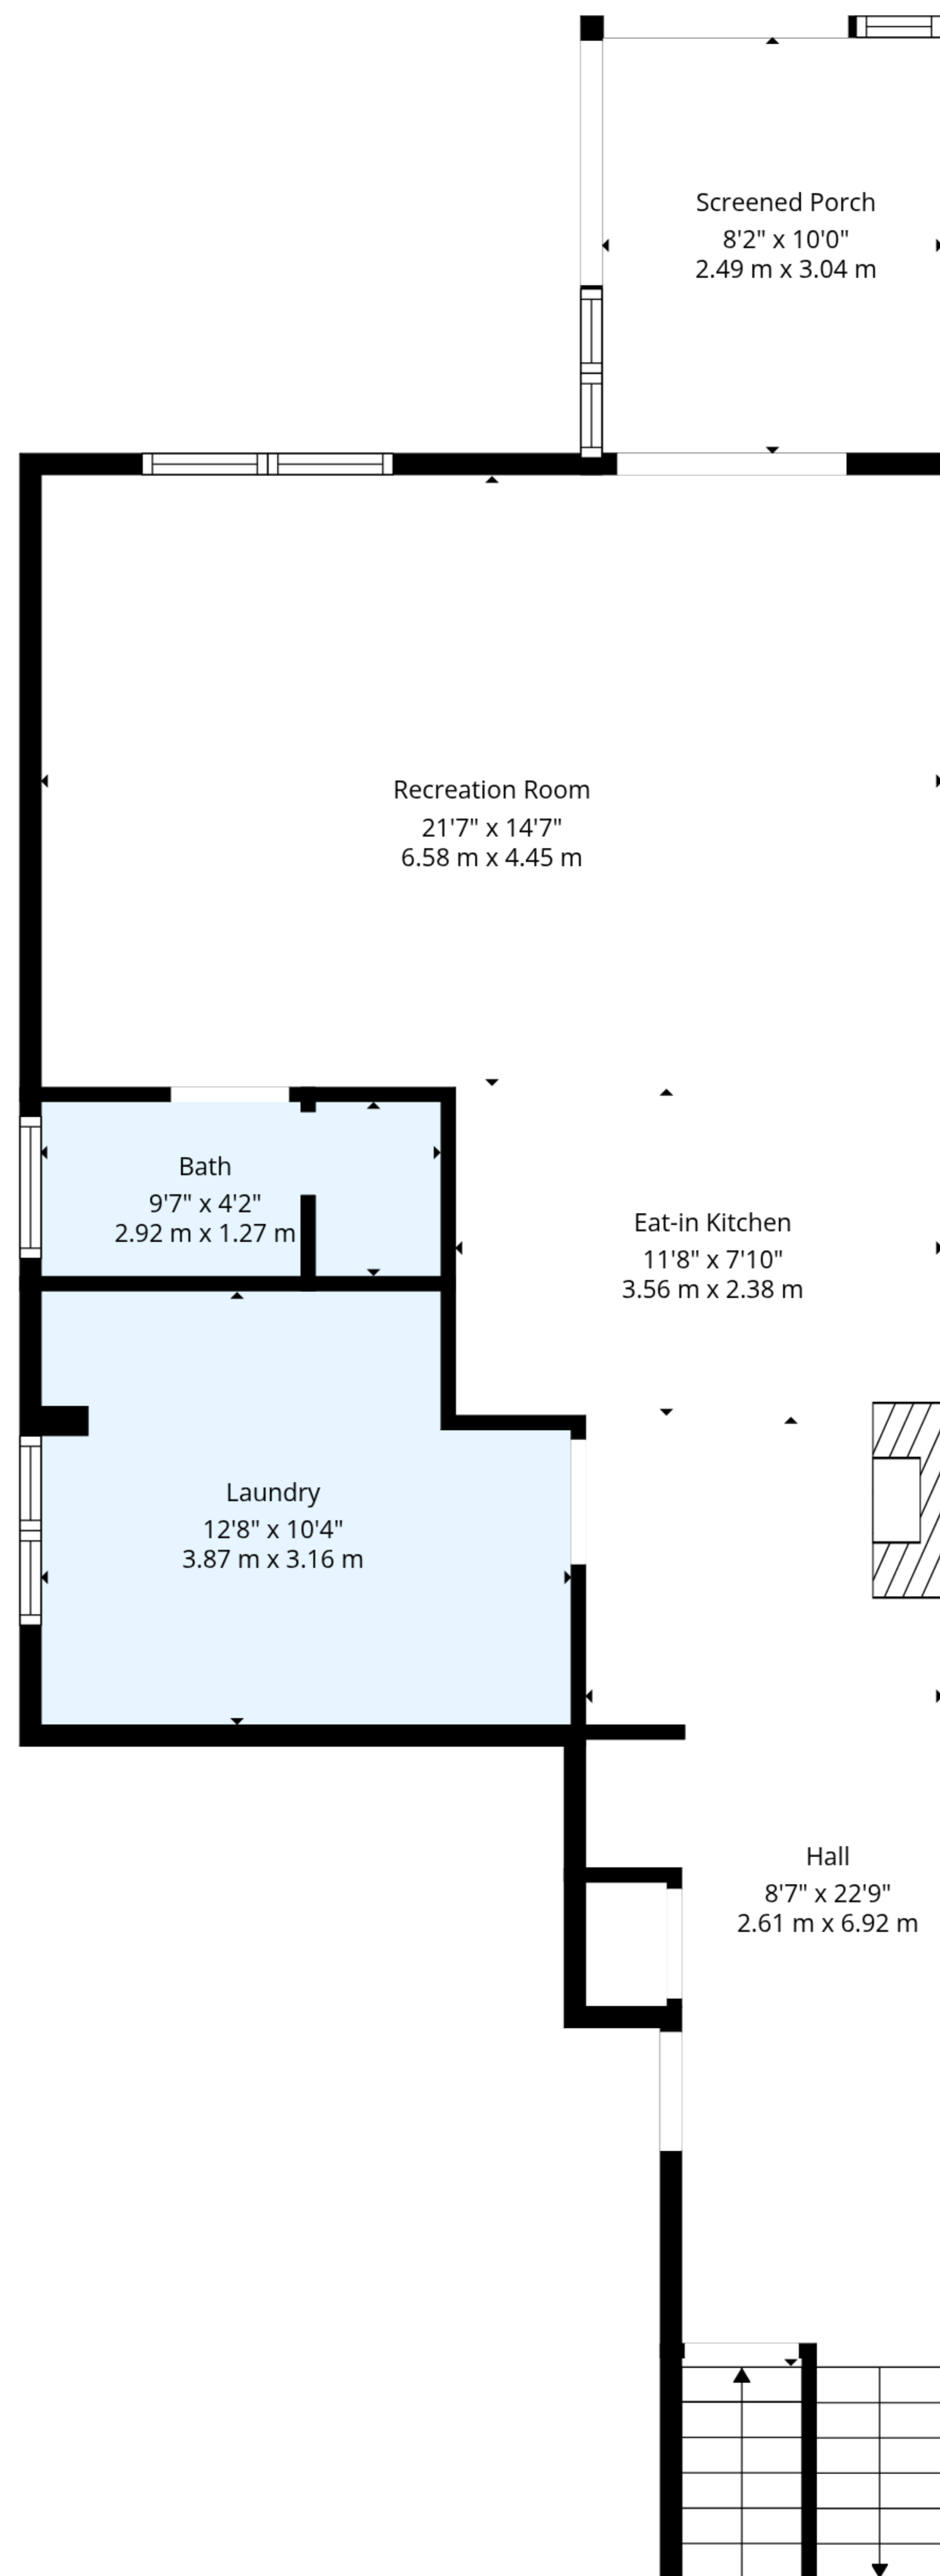 Screened Porch
8'2" x 10'0"
2.49 m x 3.04 m
Recreation Room
21'7" x 14'7"
6.58 m x 4.45 m
Bath
9'7" x 4'2"
2.92 m x 1.27 m
Eat-in Kitchen
11'8" x 7'10"
3.56 m x 2.38 m
Laundry
12'8" x 10'4"
3.87 m x 3.16 m
Hall
8'7" x 22'9"
2.61 m x 6.92 m